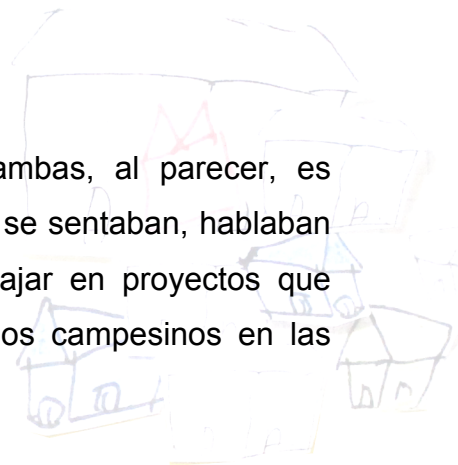 ambas, al parecer, es
se sentaban, hablaban
ajar en proyectos que
os campesinos en las